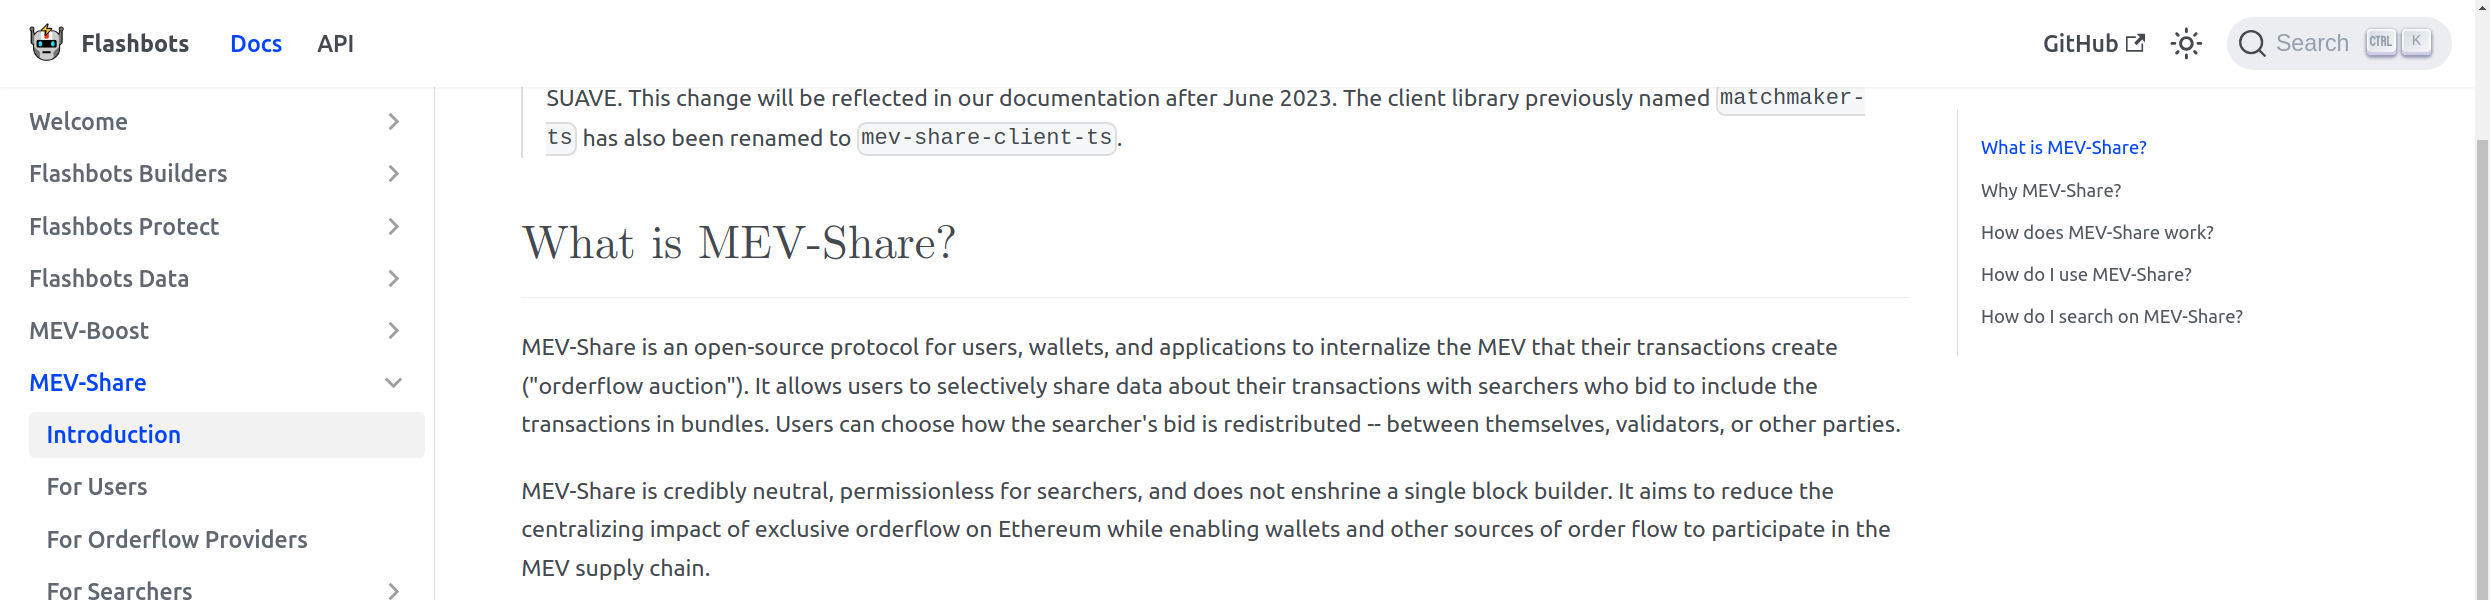 Flashbots
Docs
API
GitHub
Search
CTRL
K
Welcome
Flashbots Builders
Flashbots Protect
Flashbots Data
MEV-Boost
MEV-Share
Introduction
For Users
For Orderflow Providers
For Searchers
SUAVE. This change will be reflected in our documentation after June 2023. The client library previously named matchmaker-
ts has also been renamed to mev-share-client-ts.
What is MEV-Share?
MEV-Share is an open-source protocol for users, wallets, and applications to internalize the MEV that their transactions create
("orderflow auction"). It allows users to selectively share data about their transactions with searchers who bid to include the
transactions in bundles. Users can choose how the searcher's bid is redistributed -- between themselves, validators, or other parties.
MEV-Share is credibly neutral, permissionless for searchers, and does not enshrine a single block builder. It aims to reduce the
centralizing impact of exclusive orderflow on Ethereum while enabling wallets and other sources of order flow to participate in the
MEV supply chain.
What is MEV-Share?
Why MEV-Share?
How does MEV-Share work?
How do I use MEV-Share?
How do I search on MEV-Share?